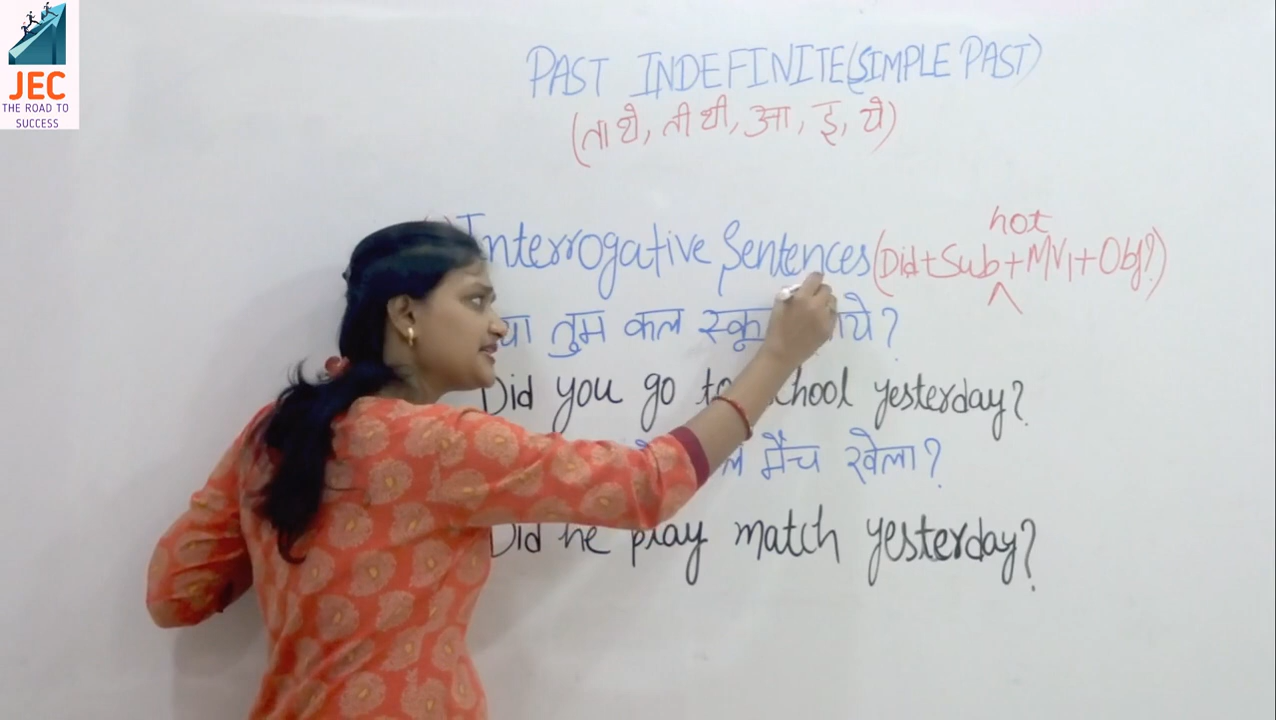 JEC
THE ROAD TO
SUCCESS
PAST INDEFINITE(SIMPLE PAST)
(ता थे, ती थी, आ, इ, ये)
Interrogative Sentences (Did+Sub+MV1+Obj?)
not
तुम कल
Did you go to school yesterday?
मैच खेला?
Did he play match yesterday?